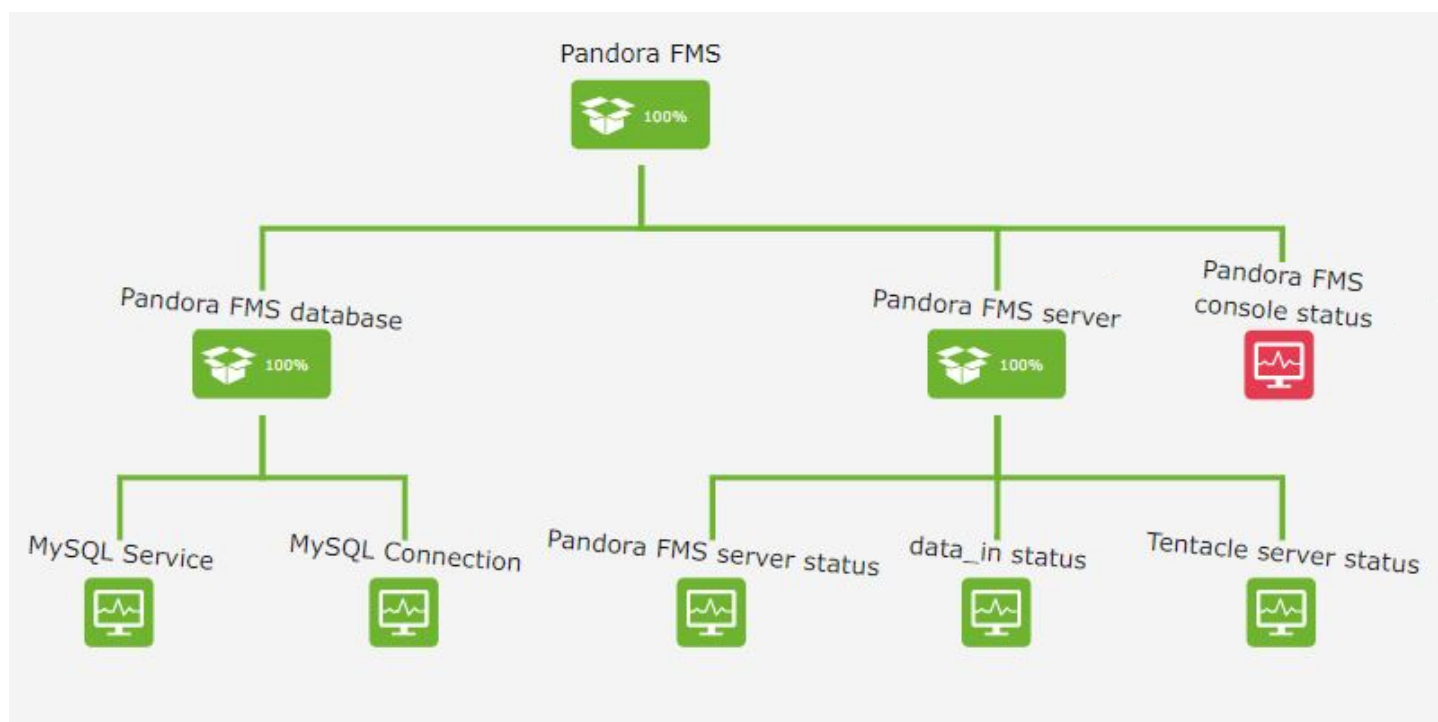 Pandora FMS
100%
Pandora FMS database
100%
Pandora FMS server
100%
Pandora FMS
console status
MySQL Service
MySQL Connection
Pandora FMS server status
data_in status
Tentacle server status